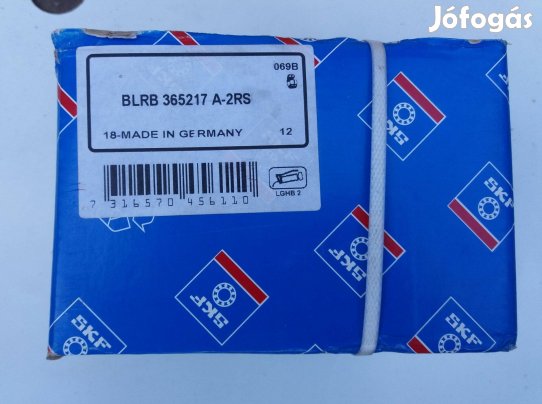 Jófogás
069B
BLRB 365217 A-2RS
18-MADE IN GERMANY 12
LGHB 2
7 316570 456110
SKF
SKF
SKF
SKF
SKF
SKF